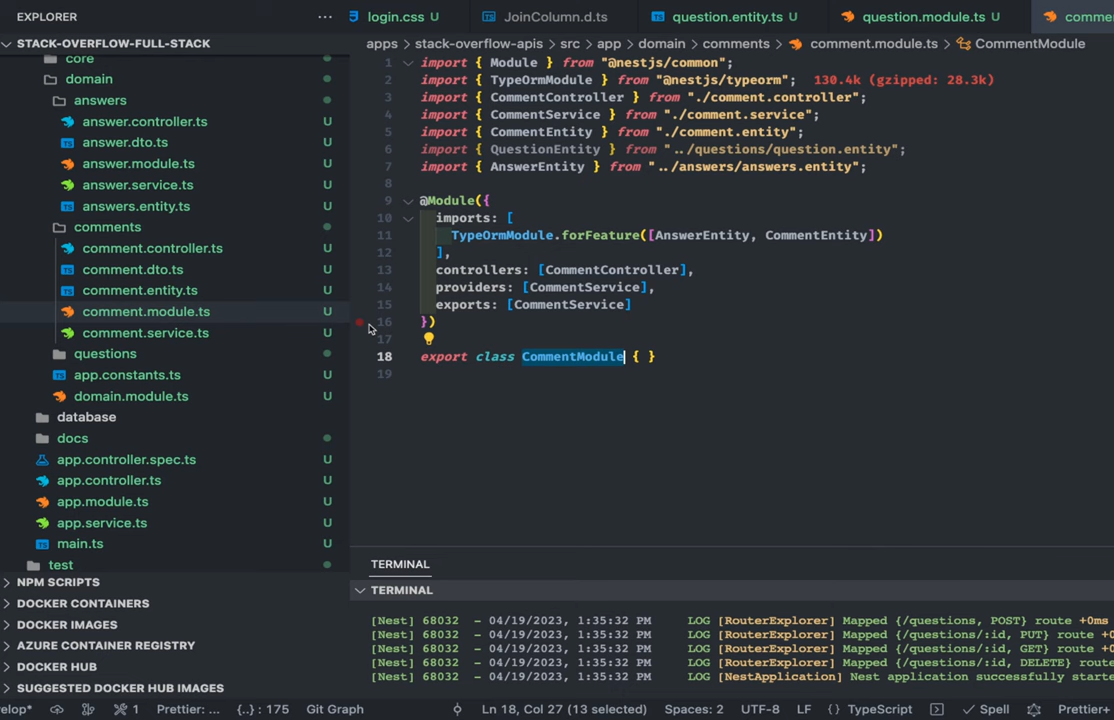 EXPLORER
STACK-OVERFLOW-FULL-STACK
core
domain
answers
answer.controller.ts U
answer.dto.ts U
answer.module.ts U
answer.service.ts U
answers.entity.ts U
comments
comment.controller.ts U
comment.dto.ts U
comment.entity.ts U
comment.module.ts U
comment.service.ts U
questions
app.constants.ts U
domain.module.ts U
database
docs
app.controller.spec.ts U
app.controller.ts U
app.module.ts U
app.service.ts U
main.ts U
test
NPM SCRIPTS
DOCKER CONTAINERS
DOCKER IMAGES
AZURE CONTAINER REGISTRY
DOCKER HUB
SUGGESTED DOCKER HUB IMAGES
login.css U JoinColumn.d.ts question.entity.ts U question.module.ts U comme
apps > stack-overflow-apis > src > app > domain > comments > comment.module.ts > CommentModule
1 import { Module } from "@nestjs/common";
2 import { TypeOrmModule } from "@nestjs/typeorm"; 130.4k (gzipped: 28.3k)
3 import { CommentController } from "./comment.controller";
4 import { CommentService } from "./comment.service";
5 import { CommentEntity } from "./comment.entity";
6 import { QuestionEntity } from "../questions/question.entity";
7 import { AnswerEntity } from "../answers/answers.entity";
8
9 @Module({
10 imports: [
11 TypeOrmModule.forFeature([AnswerEntity, CommentEntity])
12 ],
13 controllers: [CommentController],
14 providers: [CommentService],
15 exports: [CommentService]
16 })
17
18 export class CommentModule { }
19
TERMINAL
TERMINAL
[Nest] 68032 - 04/19/2023, 1:35:32 PM LOG [RouterExplorer] Mapped {/questions, POST} route +0ms
[Nest] 68032 - 04/19/2023, 1:35:32 PM LOG [RouterExplorer] Mapped {/questions/:id, PUT} route +0
[Nest] 68032 - 04/19/2023, 1:35:32 PM LOG [RouterExplorer] Mapped {/questions/:id, GET} route +0
[Nest] 68032 - 04/19/2023, 1:35:32 PM LOG [RouterExplorer] Mapped {/questions/:id, DELETE} route
[Nest] 68032 - 04/19/2023, 1:35:32 PM LOG [NestApplication] Nest application successfully starte
elop* 1 Prettier: ... {..} : 175 Git Graph Ln 18, Col 27 (13 selected) Spaces: 2 UTF-8 LF { } TypeScript Spell Prettier+